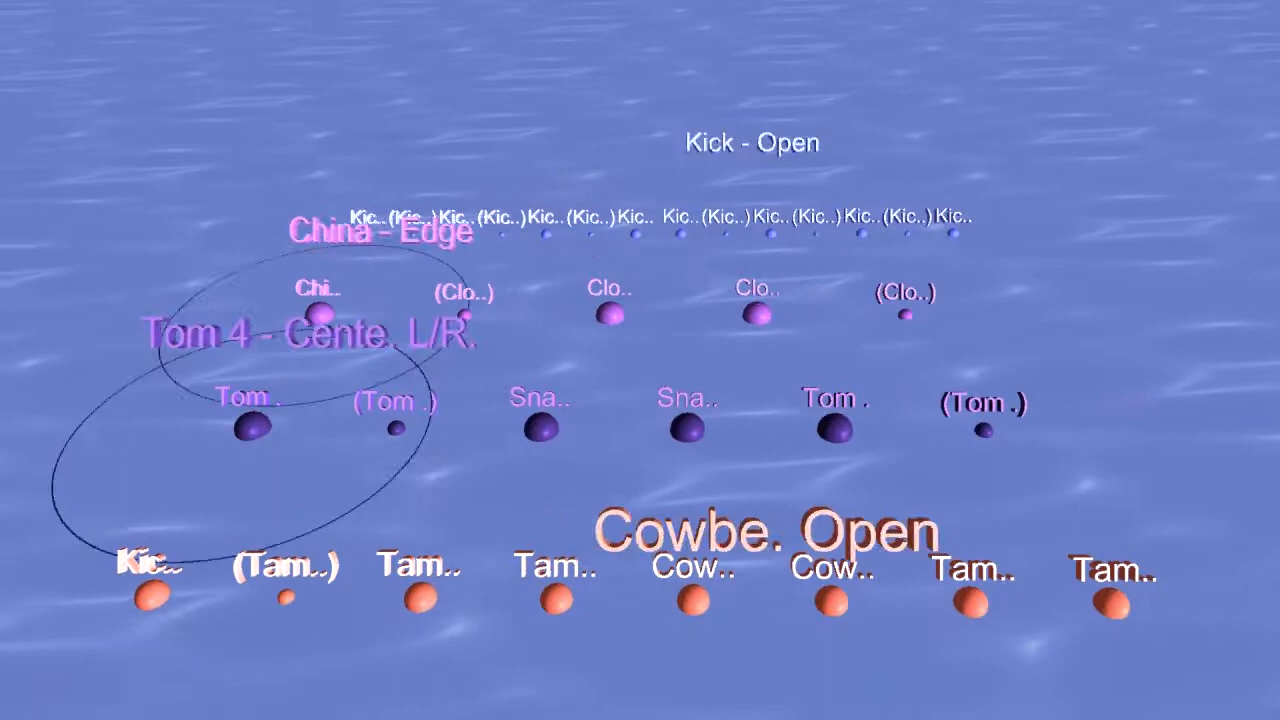 Kick - Open
Kic.. (Kic..) Kic.. (Kic..) Kic.. (Kic..) Kic.. Kic.. (Kic..) Kic.. (Kic..) Kic.. (Kic..) Kic..
China - Edge
Chi.. (Clo..) Clo.. Clo.. (Clo..)
Tom 4 - Cente. L/R.
Tom . (Tom .) Sna.. Sna.. Tom . (Tom .)
Cowbe. Open
Kic.. (Tam..) Tam.. Tam.. Cow.. Cow.. Tam.. Tam..